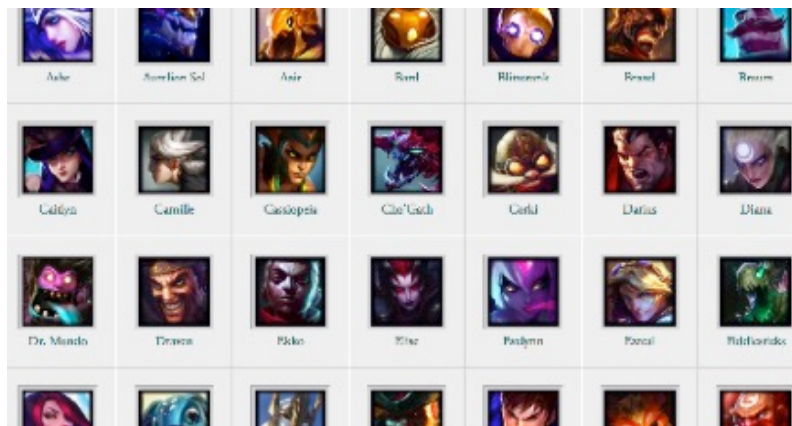 Ashe
Aurelion Sol
Azir
Bard
Blitzcrank
Brand
Braum
Caitlyn
Camille
Cassiopeia
Cho'Gath
Corki
Darius
Diana
Dr. Mundo
Draven
Ekko
Elise
Evelynn
Ezreal
Fiddlesticks